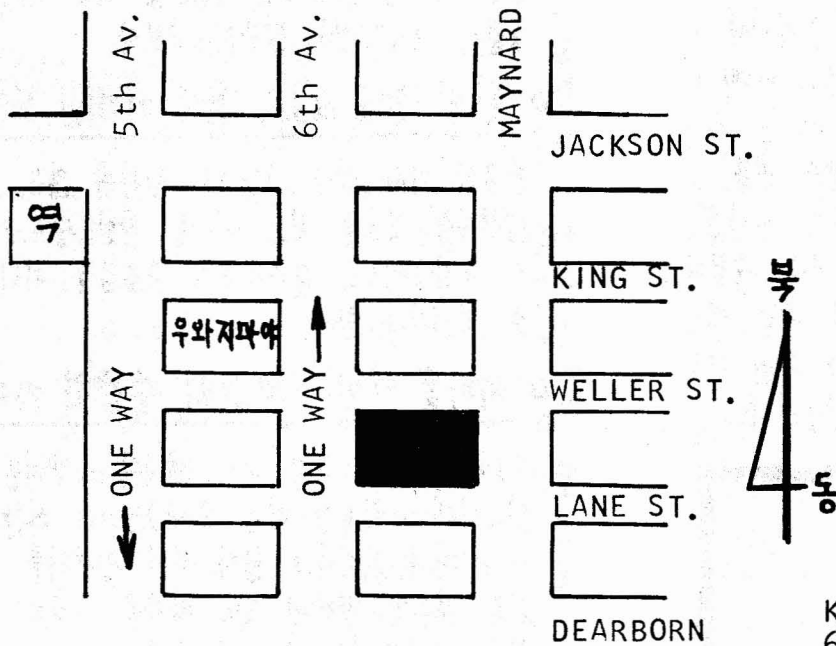 5th Av.
6th Av.
MAYNARD
JACKSON ST.
역
KING ST.
북
우와지마야
WELLER ST.
ONE WAY
ONE WAY
동
LANE ST.
DEARBORN
K
6